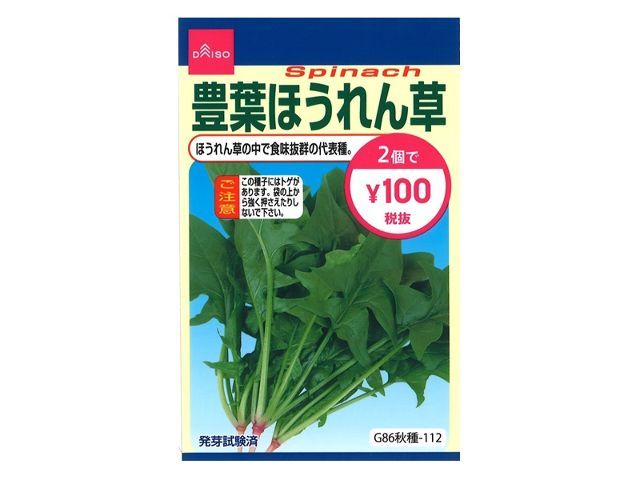 DAISO
Spinach
豊葉ほうれん草
ほうれん草の中で食味抜群の代表種。
2個で
¥100
税抜
ご注意
この種子にはトゲが
あります。袋の上か
ら強く押さえたりし
ないで下さい。
発芽試験済
G86秋種-112